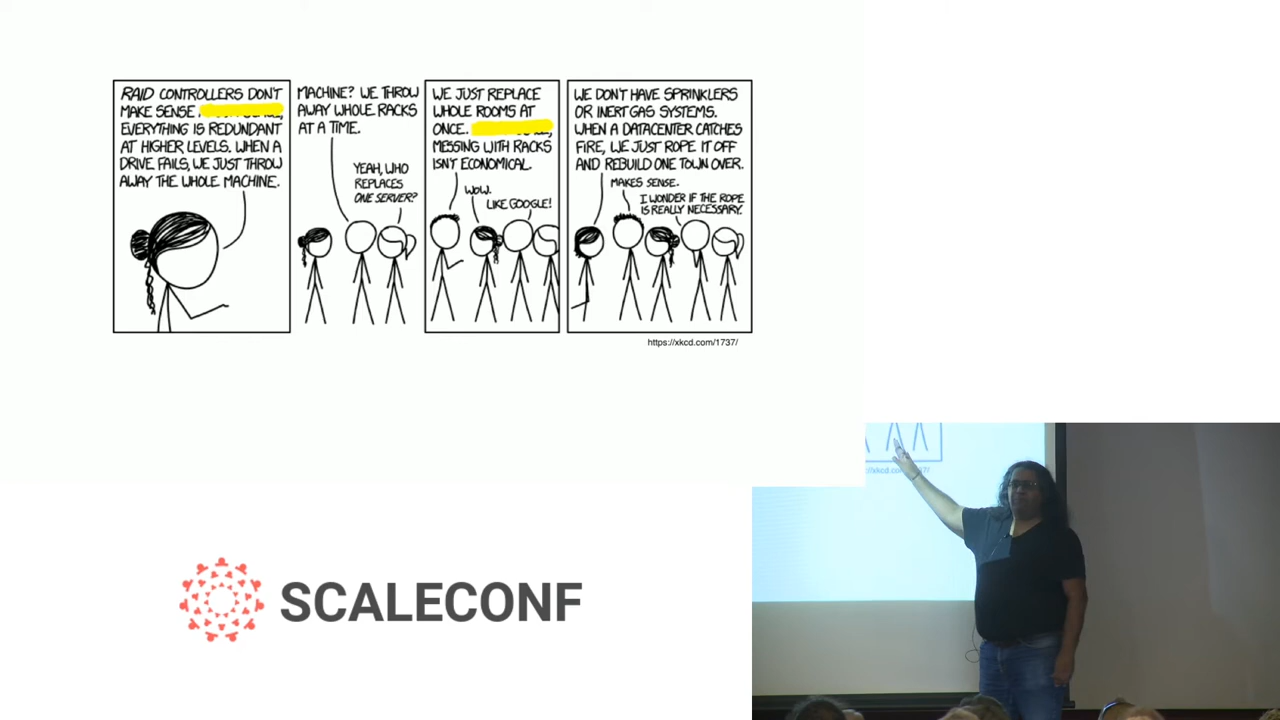 RAID CONTROLLERS DON'T
MAKE SENSE
EVERYTHING IS REDUNDANT
AT HIGHER LEVELS. WHEN A
DRIVE FAILS, WE JUST THROW
AWAY THE WHOLE MACHINE.
MACHINE? WE THROW
AWAY WHOLE RACKS
AT A TIME.
YEAH, WHO
REPLACES
ONE SERVER?
WE JUST REPLACE
WHOLE ROOMS AT
ONCE.
MESSING WITH RACKS
ISN'T ECONOMICAL.
WOW.
LIKE GOOGLE!
WE DON'T HAVE SPRINKLERS
OR INERT GAS SYSTEMS.
WHEN A DATACENTER CATCHES
FIRE, WE JUST ROPE IT OFF
AND REBUILD ONE TOWN OVER.
MAKES SENSE.
I WONDER IF THE ROPE
IS REALLY NECESSARY.
https://xkcd.com/1737/
SCALECONF